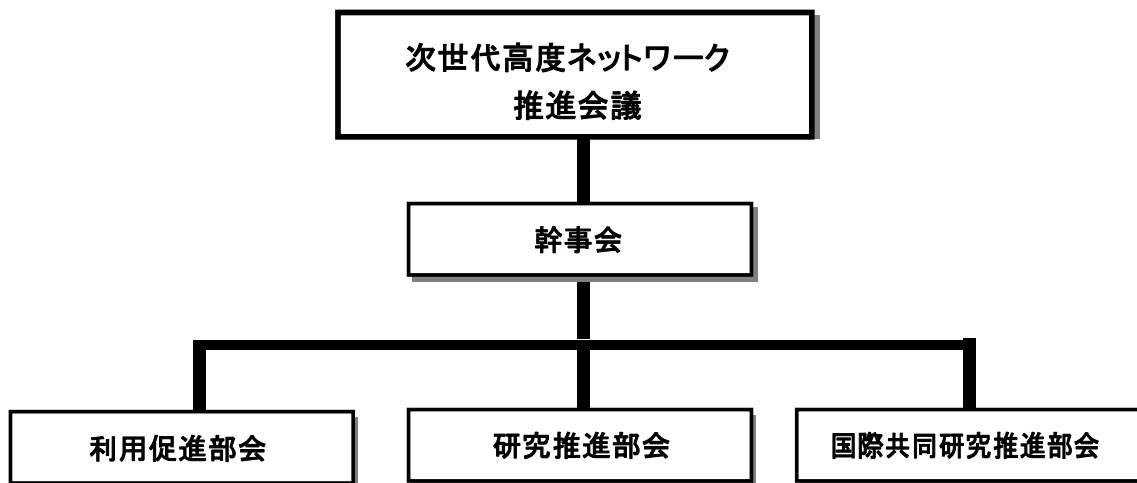 次世代高度ネットワーク
推進会議
幹事会
利用促進部会
研究推進部会
国際共同研究推進部会